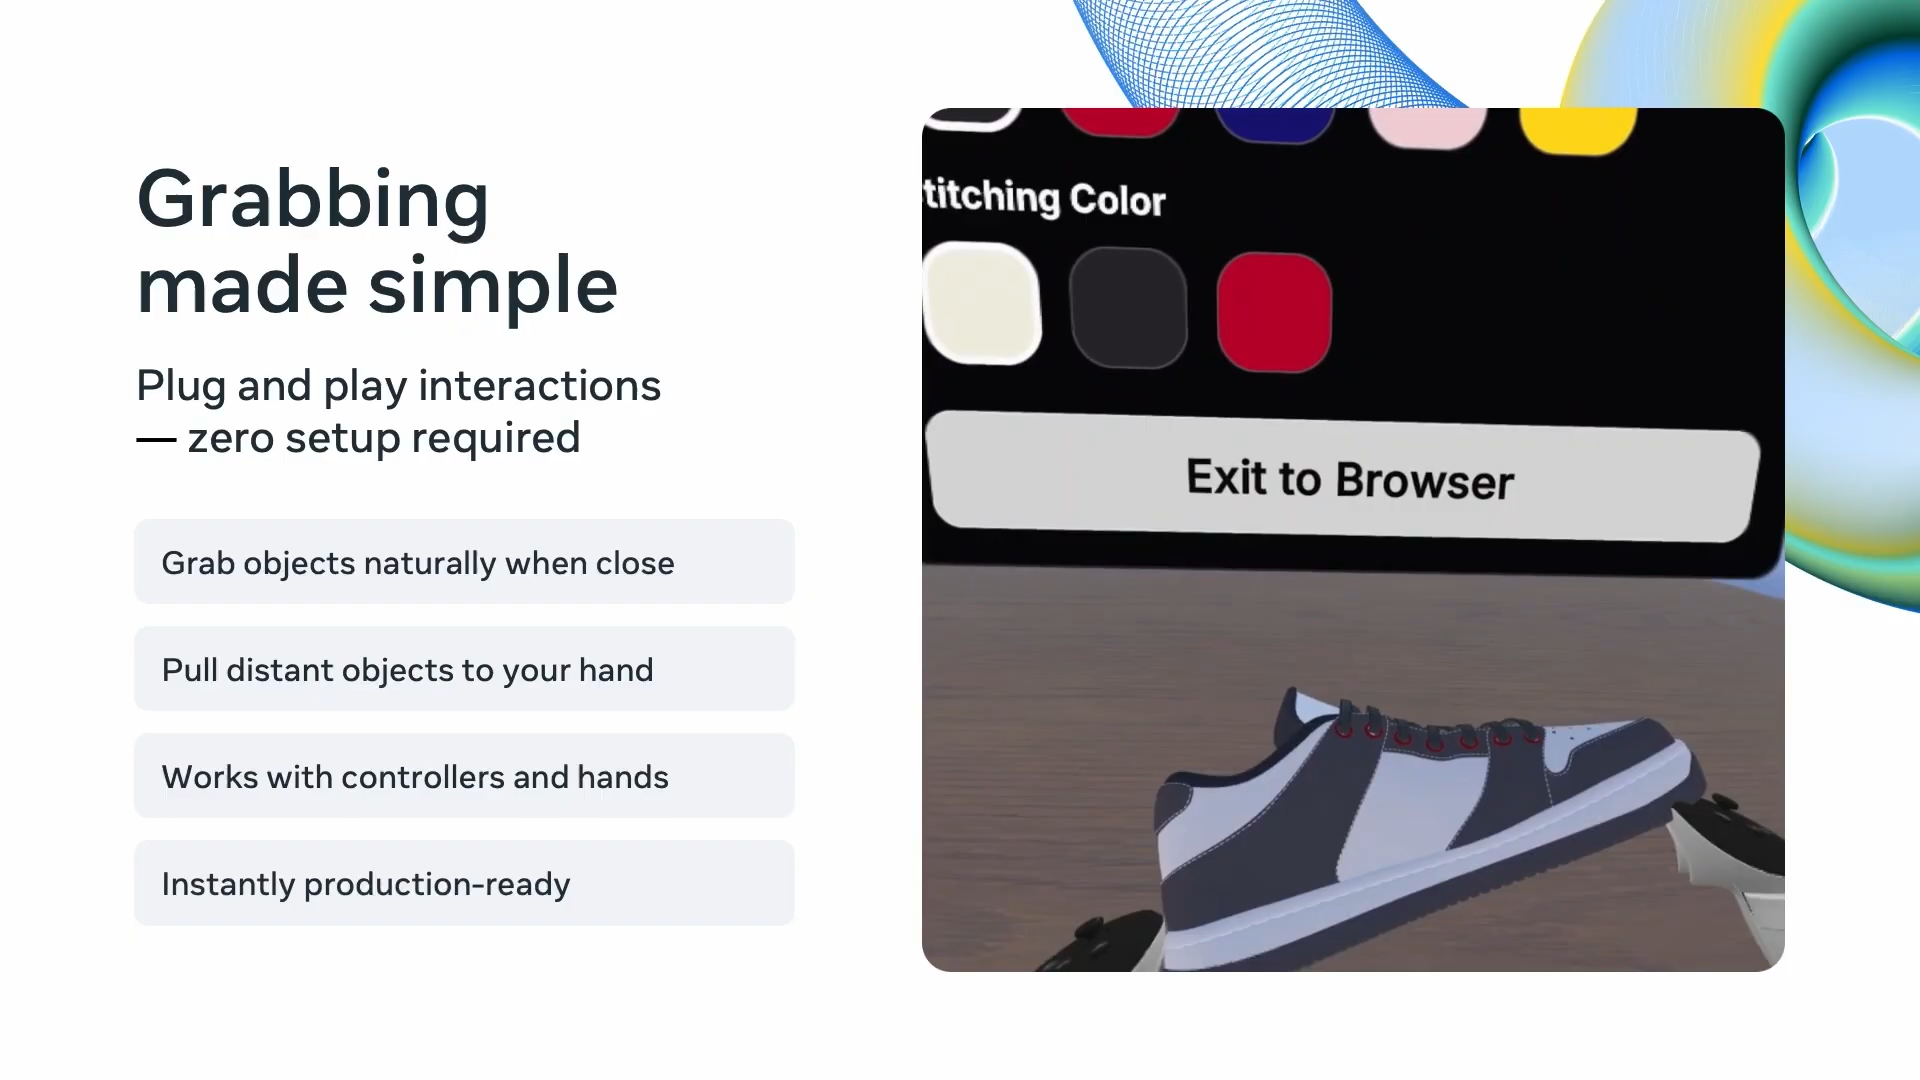 Grabbing
made simple
Plug and play interactions
— zero setup required
Grab objects naturally when close
Pull distant objects to your hand
Works with controllers and hands
Instantly production-ready
titching Color
Exit to Browser